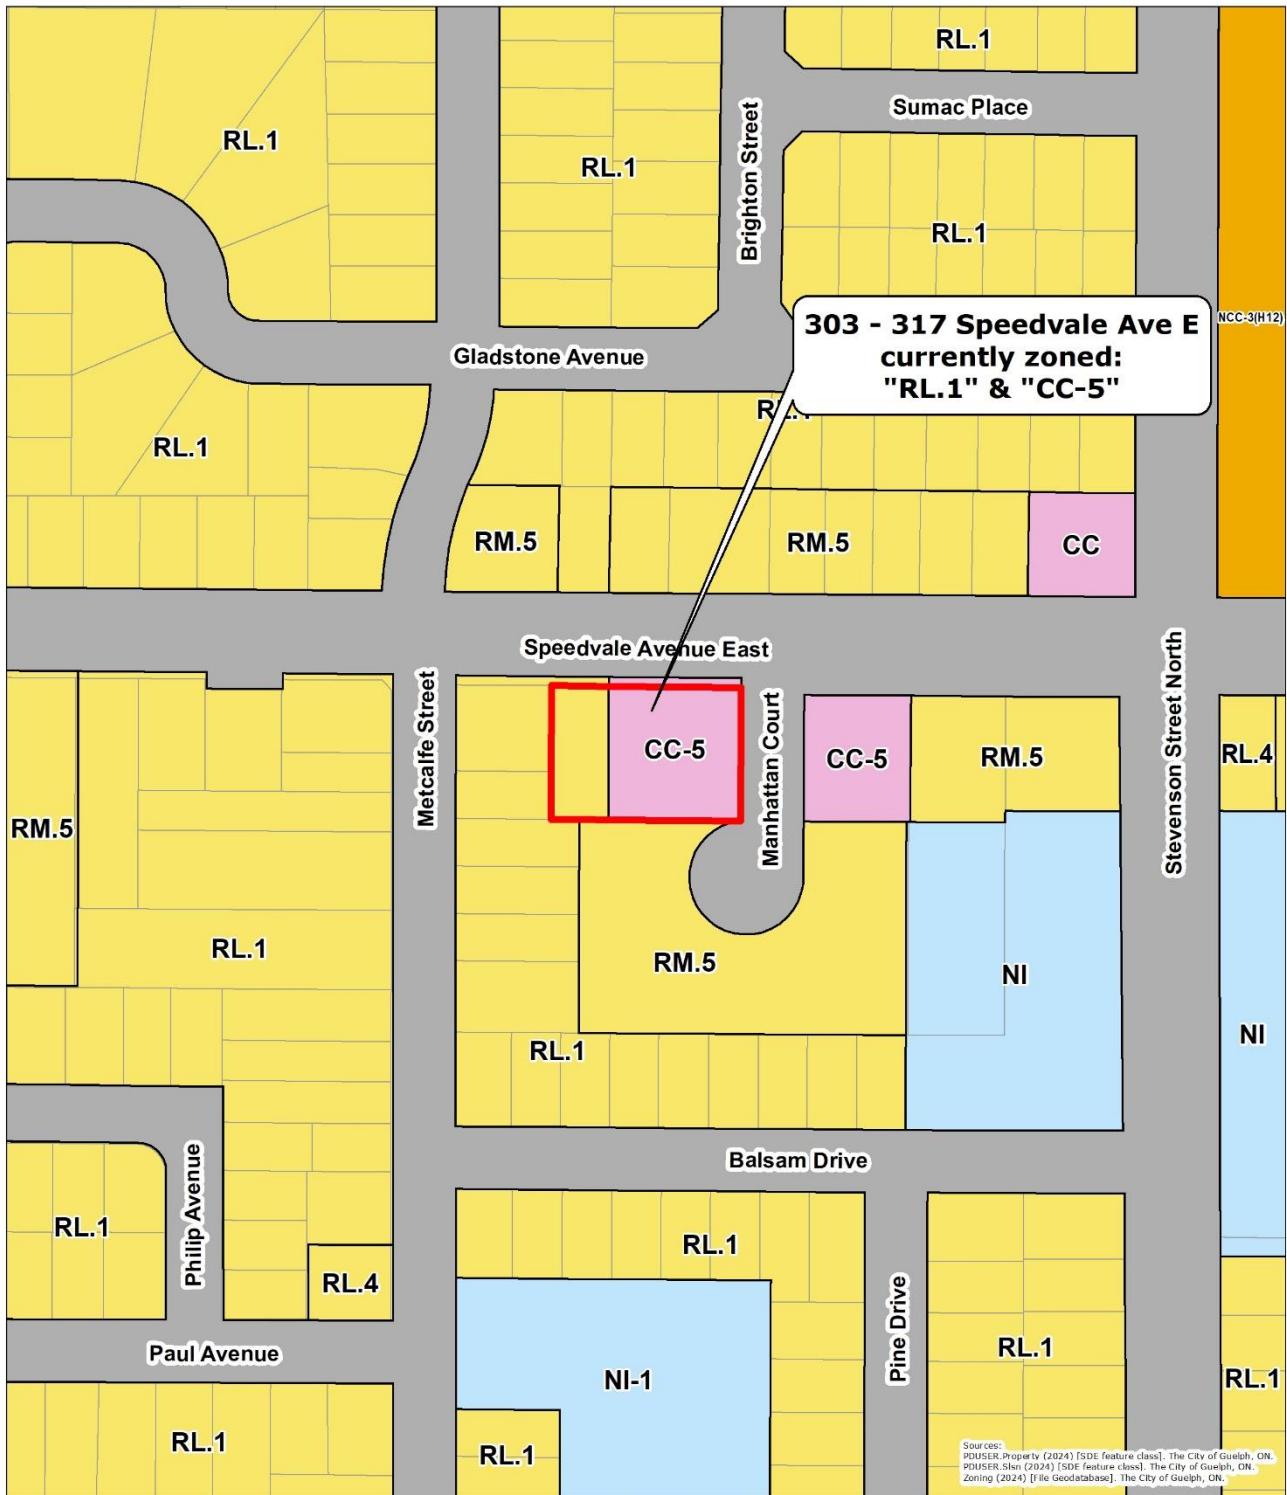 RL.1
Sumac Place
RL.1
RL.1
Brighton Street
RL.1
303 - 317 Speedvale Ave E
currently zoned:
"RL.1" & "CC-5"
NCC-3(H12)
Gladstone Avenue
RL.1
RL.1
RM.5
RM.5
CC
Speedvale Avenue East
Metcalfe Street
CC-5
Manhattan Court
CC-5
RM.5
Stevenson Street North
RL.4
RM.5
RL.1
RM.5
NI
NI
RL.1
Balsam Drive
RL.1
Philip Avenue
RL.4
RL.1
Pine Drive
RL.1
Paul Avenue
NI-1
RL.1
RL.1
RL.1
Sources:
PDUSER.Property (2024) [SDE feature class]. The City of Guelph, ON.
PDUSER.Slsn (2024) [SDE feature class]. The City of Guelph, ON.
Zoning (2024) [File Geodatabase]. The City of Guelph, ON.